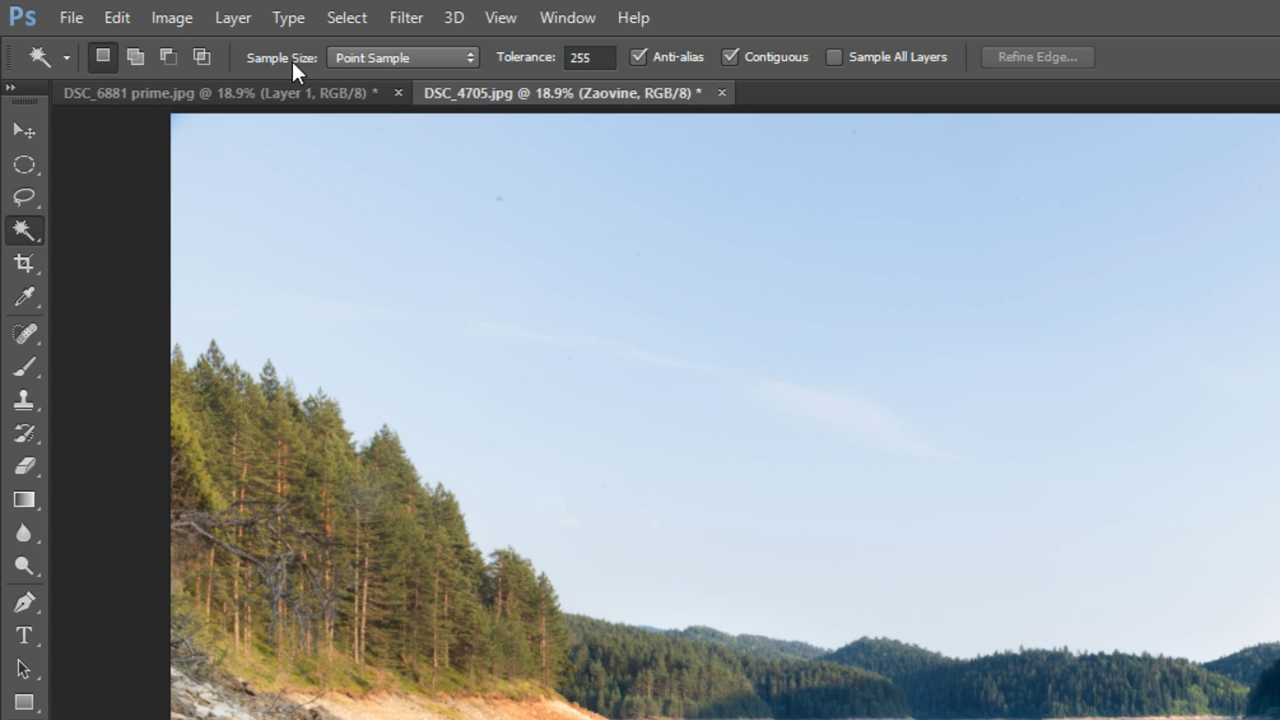 Ps File Edit Image Layer Type Select Filter 3D View Window Help
Sample Size: Point Sample Tolerance: 255 Anti-alias Contiguous Sample All Layers Refine Edge...
DSC_6881 prime.jpg @ 18.9% (Layer 1, RGB/8) * × DSC_4705.jpg @ 18.9% (Zaovine, RGB/8) * ×
T